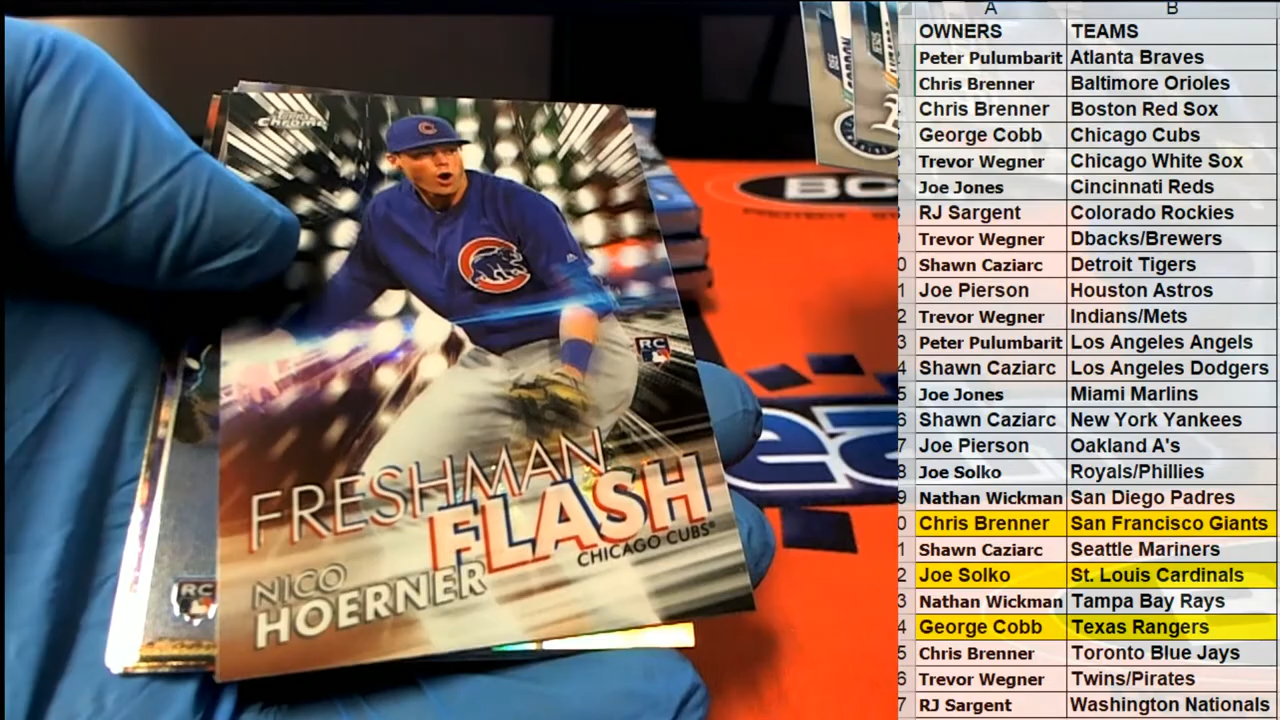 A B
OWNERS TEAMS
Peter Pulumbarit Atlanta Braves
Chris Brenner Baltimore Orioles
Chris Brenner Boston Red Sox
George Cobb Chicago Cubs
Trevor Wegner Chicago White Sox
Joe Jones Cincinnati Reds
RJ Sargent Colorado Rockies
Trevor Wegner Dbacks/Brewers
Shawn Caziarc Detroit Tigers
Joe Pierson Houston Astros
Trevor Wegner Indians/Mets
Peter Pulumbarit Los Angeles Angels
Shawn Caziarc Los Angeles Dodgers
Joe Jones Miami Marlins
Shawn Caziarc New York Yankees
Joe Pierson Oakland A's
Joe Solko Royals/Phillies
Nathan Wickman San Diego Padres
Chris Brenner San Francisco Giants
Shawn Caziarc Seattle Mariners
Joe Solko St. Louis Cardinals
Nathan Wickman Tampa Bay Rays
George Cobb Texas Rangers
Chris Brenner Toronto Blue Jays
Trevor Wegner Twins/Pirates
RJ Sargent Washington Nationals
Chrome
C
RC
FRESHMAN
FLASH
CHICAGO CUBS
NICO
HOERNER
RC
DEE
GORDON
BC